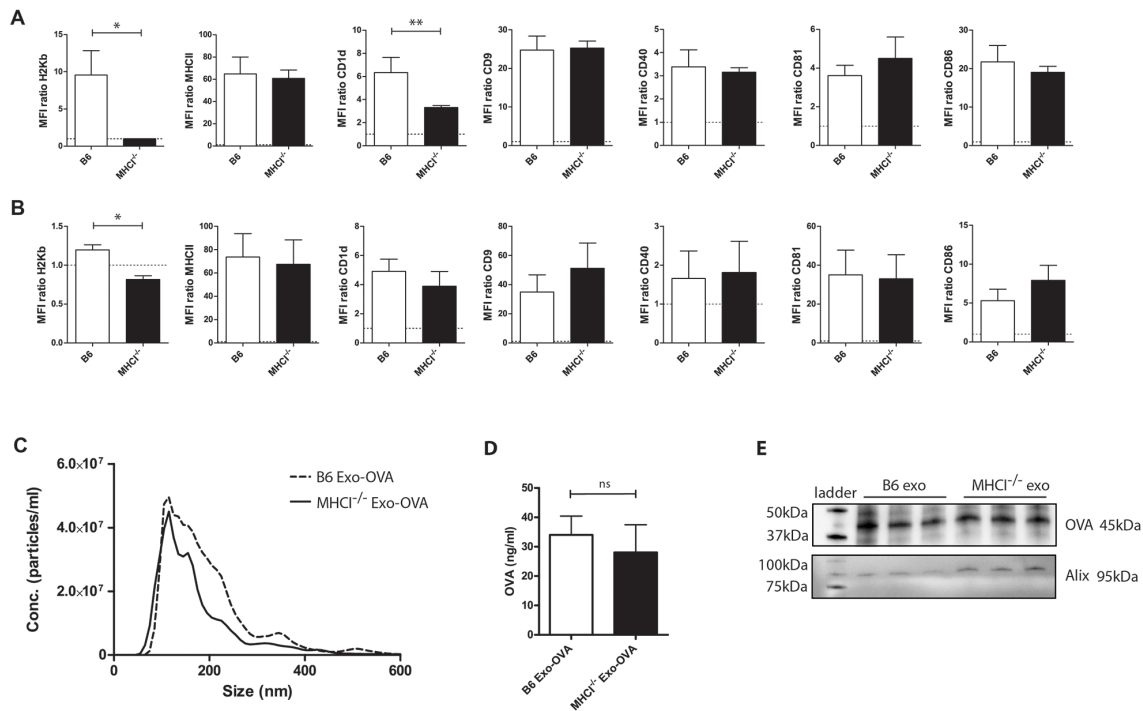 A
MFI ratio H2Kb
15
10
5
0
*
B6
MHCI-/-
MFI ratio MHCII
100
80
60
40
20
0
B6
MHCI-/-
MFI ratio CD1d
10
8
6
4
2
0
**
B6
MHCI-/-
MFI ratio CD9
30
20
10
0
B6
MHCI-/-
MFI ratio CD40
5
4
3
2
1
0
B6
MHCI-/-
MFI ratio CD81
6
4
2
0
B6
MHCI-/-
MFI ratio CD86
30
20
10
0
B6
MHCI-/-
B
MFI ratio H2Kb
1.5
1.0
0.5
0.0
*
B6
MHCI-/-
MFI ratio MHCII
100
80
60
40
20
0
B6
MHCI-/-
MFI ratio CD1d
8
6
4
2
0
B6
MHCI-/-
MFI ratio CD9
90
60
30
0
B6
MHCI-/-
MFI ratio CD40
3
2
1
0
B6
MHCI-/-
MFI ratio CD81
60
40
20
0
B6
MHCI-/-
MFI ratio CD86
15
10
5
0
B6
MHCI-/-
C
Conc. (particles/ml)
6.0×10⁷
4.0×10⁷
2.0×10⁷
0
0 200 400 600
Size (nm)
B6 Exo-OVA
MHCI-/- Exo-OVA
D
OVA (ng/ml)
50
40
30
20
10
0
ns
B6 Exo-OVA
MHCI-/- Exo-OVA
E
ladder B6 exo MHCI-/- exo
50kDa
37kDa
OVA 45kDa
100kDa
75kDa
Alix 95kDa